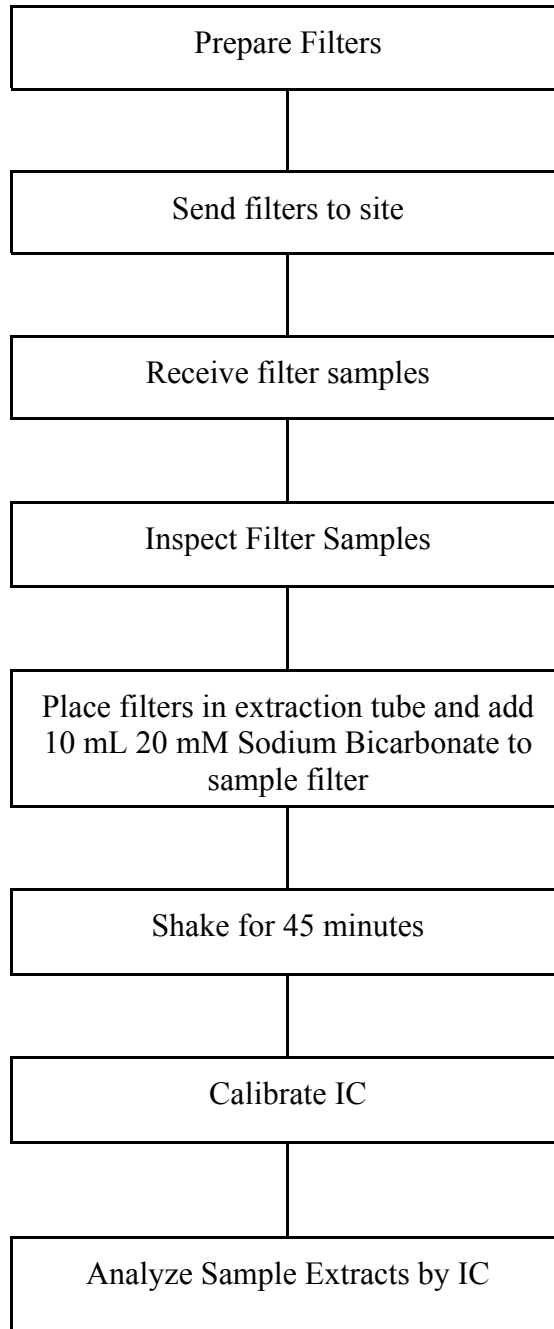 Prepare Filters
Send filters to site
Receive filter samples
Inspect Filter Samples
Place filters in extraction tube and add
10 mL 20 mM Sodium Bicarbonate to
sample filter
Shake for 45 minutes
Calibrate IC
Analyze Sample Extracts by IC